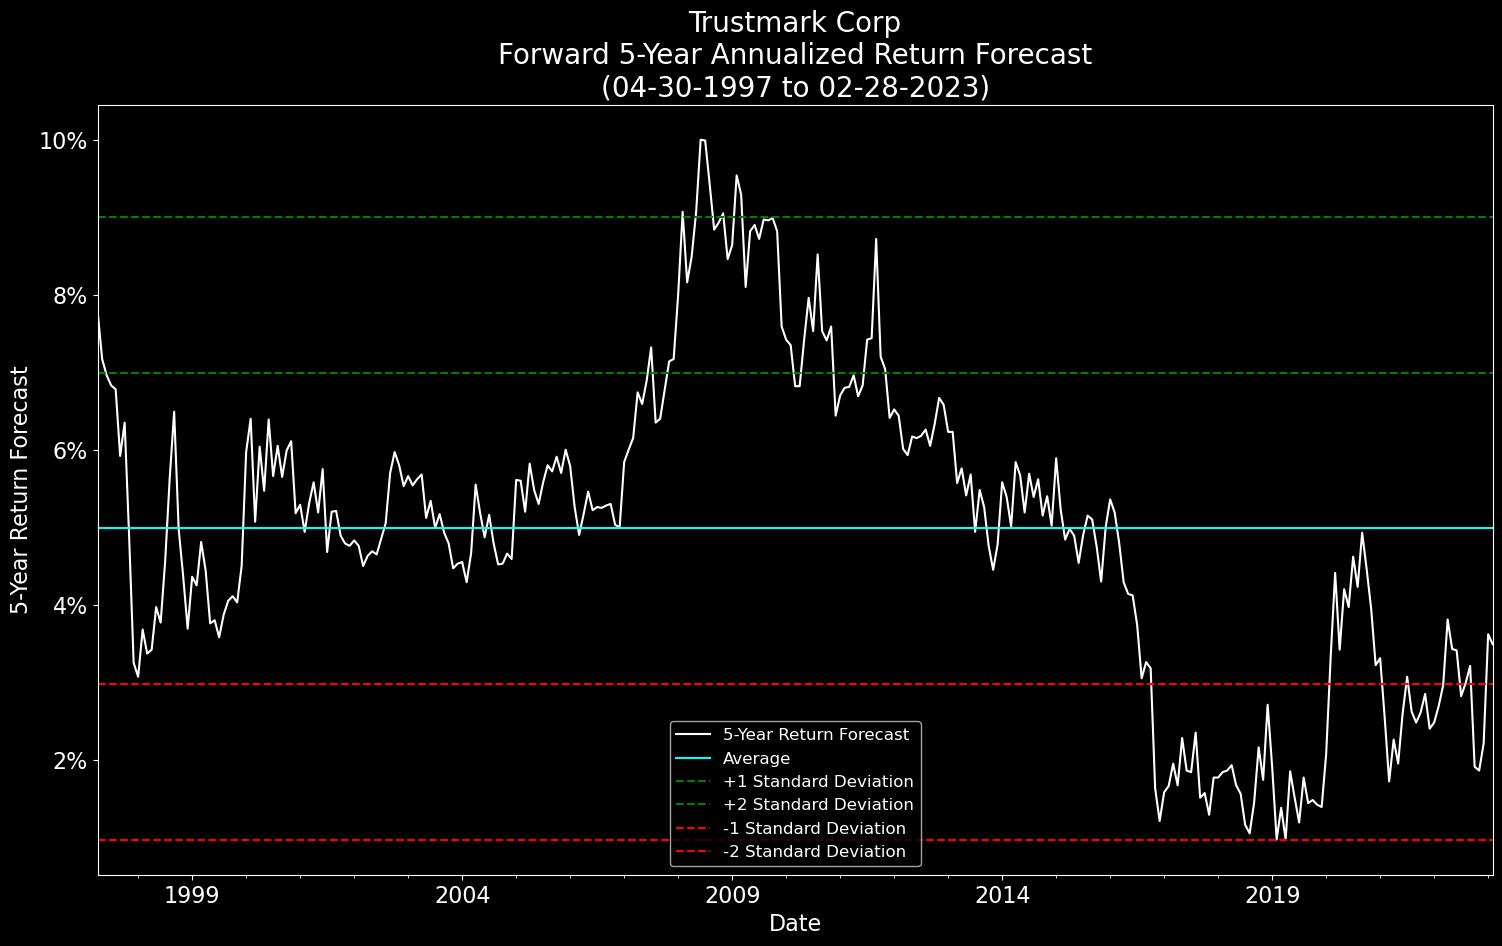 Trustmark Corp
Forward 5-Year Annualized Return Forecast
(04-30-1997 to 02-28-2023)
5-Year Return Forecast
10%
8%
6%
4%
2%
5-Year Return Forecast
Average
+1 Standard Deviation
+2 Standard Deviation
-1 Standard Deviation
-2 Standard Deviation
1999
2004
2009
2014
2019
Date